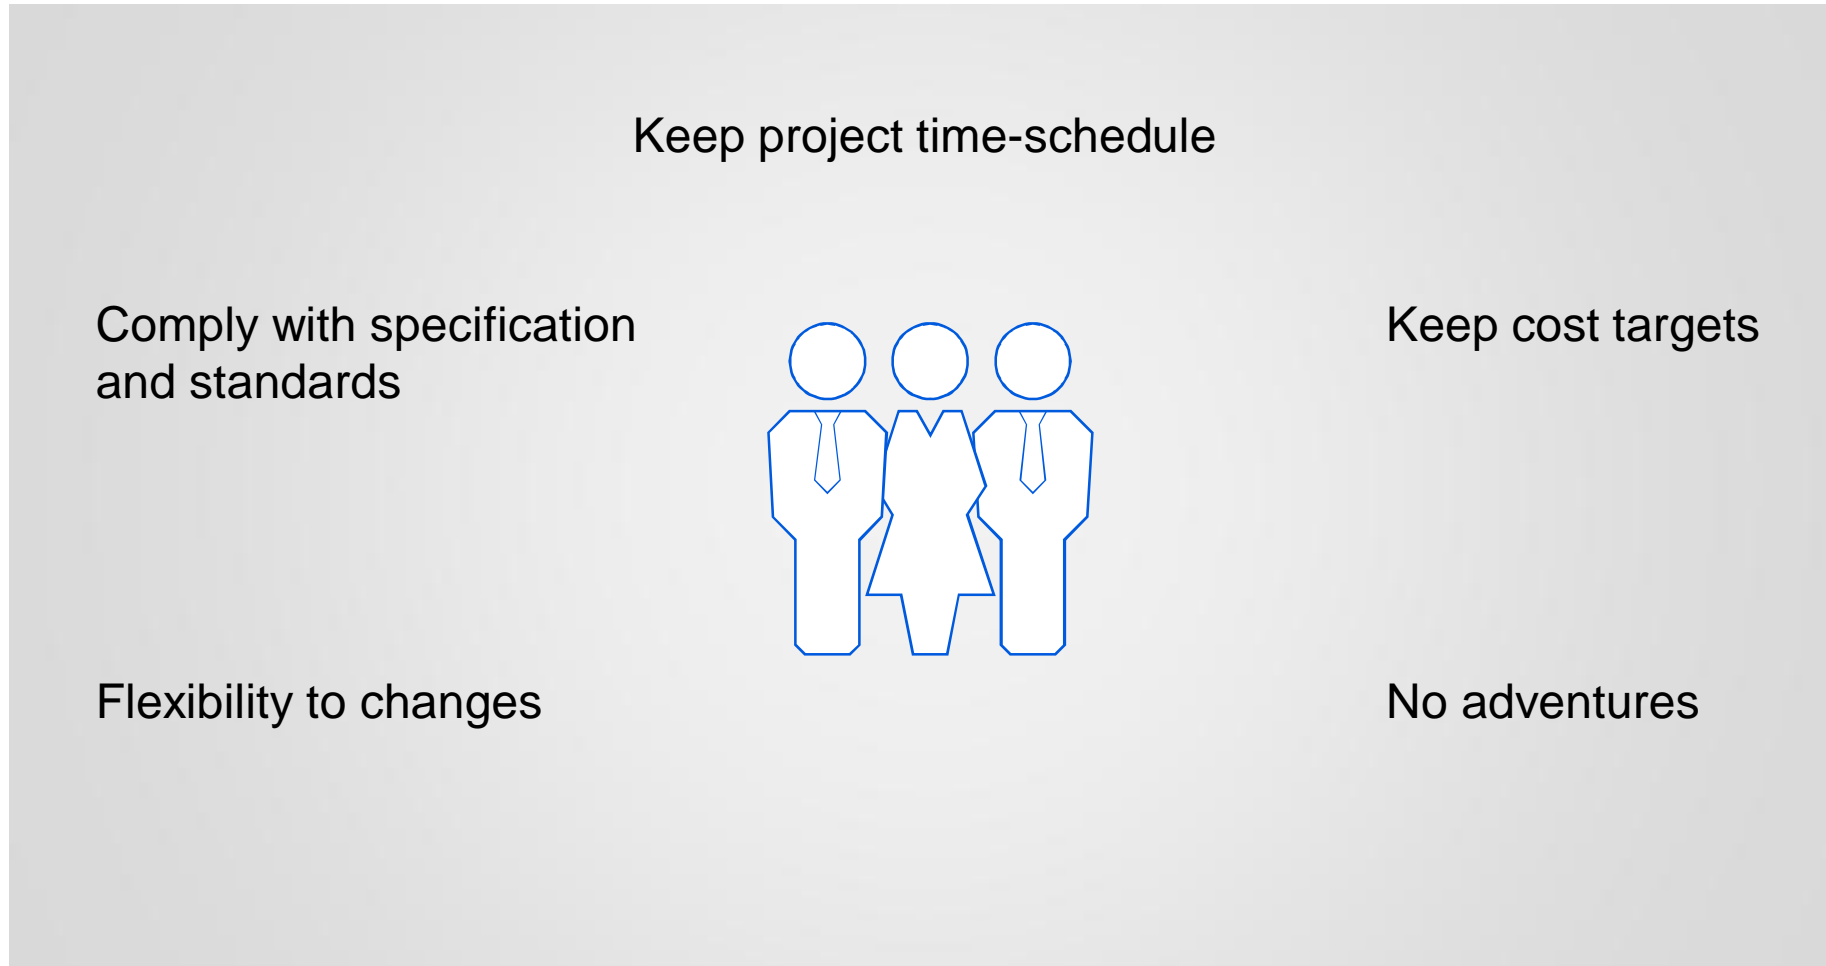 Keep project time-schedule
Comply with specification
and standards
Keep cost targets
Flexibility to changes
No adventures